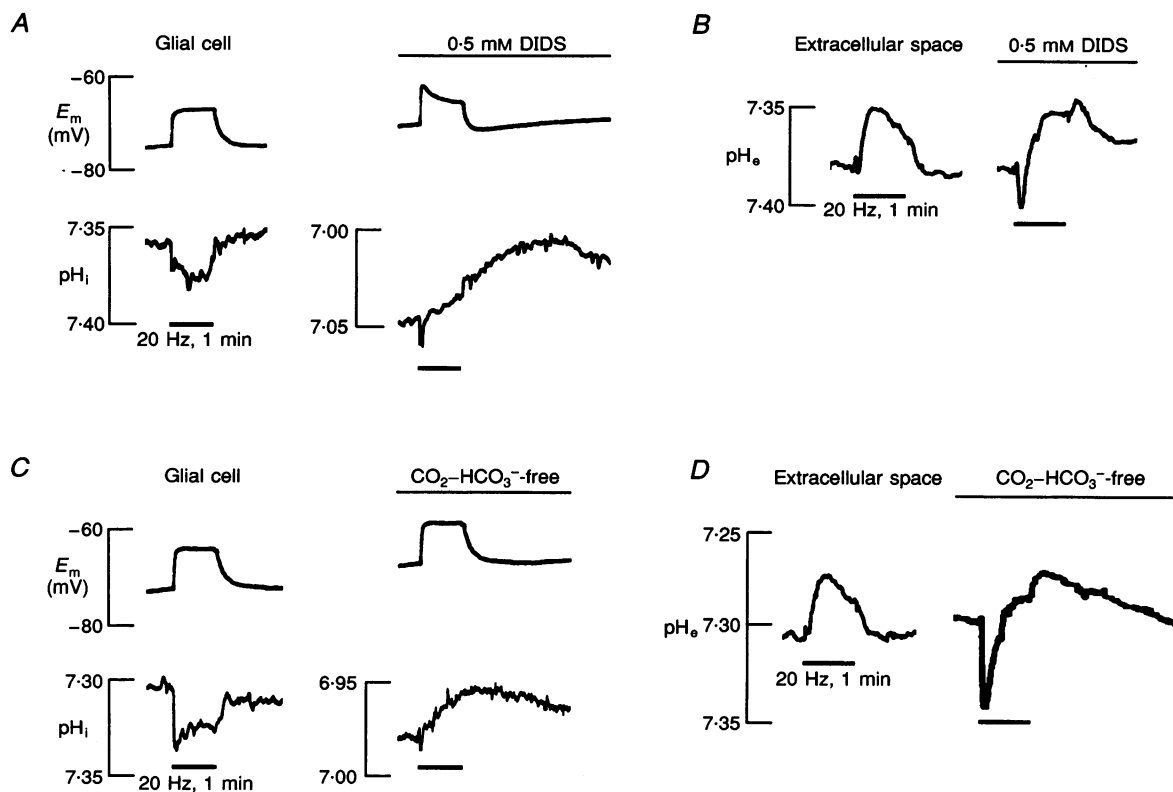 A
Glial cell
0·5 mM DIDS
−60
Em
(mV)
−80
7·35
pHi
7·40
20 Hz, 1 min
7·00
7·05
B
Extracellular space
0·5 mM DIDS
7·35
pHe
7·40
20 Hz, 1 min
C
Glial cell
CO2–HCO3−-free
−60
Em
(mV)
−80
7·30
pHi
7·35
20 Hz, 1 min
6·95
7·00
D
Extracellular space
CO2–HCO3−-free
7·25
pHe 7·30
7·35
20 Hz, 1 min